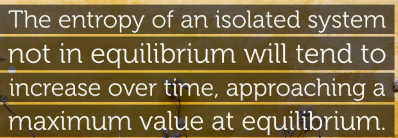 The entropy of an isolated system
not in equilibrium will tend to
increase over time, approaching a
maximum value at equilibrium.